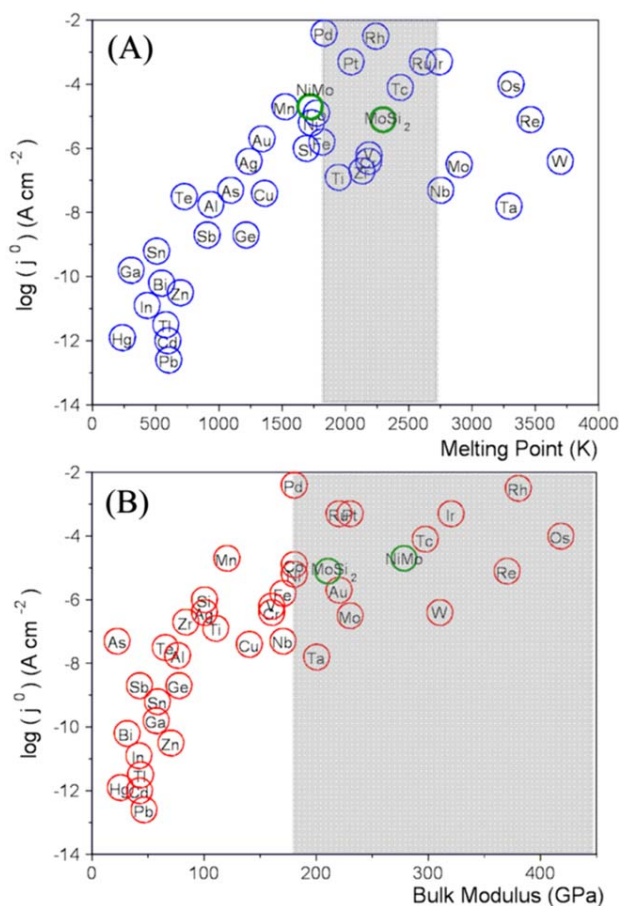 (A)
log ( j⁰ ) (A cm⁻²)
-2
-4
-6
-8
-10
-12
-14
Pd Rh
Pt Ru Ir
NiMo Tc Os
Mn MoSi₂ Re
Ni
Au Si Fe
Ag V Cr Mo W
Te As Ti Zr Nb
Al Ta
Sb Ge
Sn
Ga
Bi Zn
In
Tl
Hg Cd
Pb
0 500 1000 1500 2000 2500 3000 3500 4000
Melting Point (K)
(B)
log ( j⁰ ) (A cm⁻²)
-2
-4
-6
-8
-10
-12
-14
Pd Rh
Pt Ir
Tc Os
Mn Co NiMo
MoSi₂ Re
Ni
Si Fe Au
Ag V Mo W
Zr Ti Cr
As Te Cu Nb
Al Ta
Sb Ge
Sn
Ga
Bi Zn
In
Tl
Hg Cd
Pb
0 100 200 300 400
Bulk Modulus (GPa)